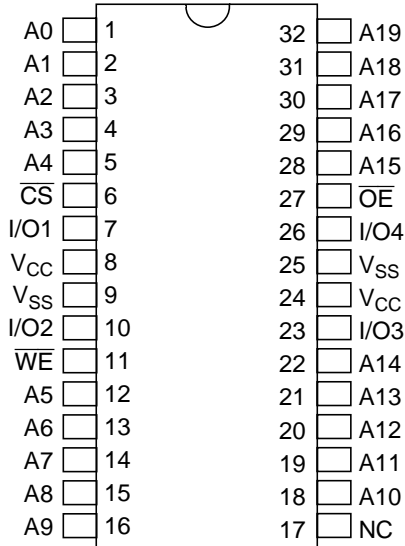 A0 1 32 A19
A1 2 31 A18
A2 3 30 A17
A3 4 29 A16
A4 5 28 A15
C̅S̅ 6 27 O̅E̅
I/O1 7 26 I/O4
VCC 8 25 VSS
VSS 9 24 VCC
I/O2 10 23 I/O3
W̅E̅ 11 22 A14
A5 12 21 A13
A6 13 20 A12
A7 14 19 A11
A8 15 18 A10
A9 16 17 NC